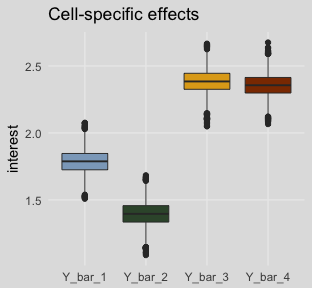 Cell-specific effects
interest
2.5
2.0
1.5
Y_bar_1 Y_bar_2 Y_bar_3 Y_bar_4